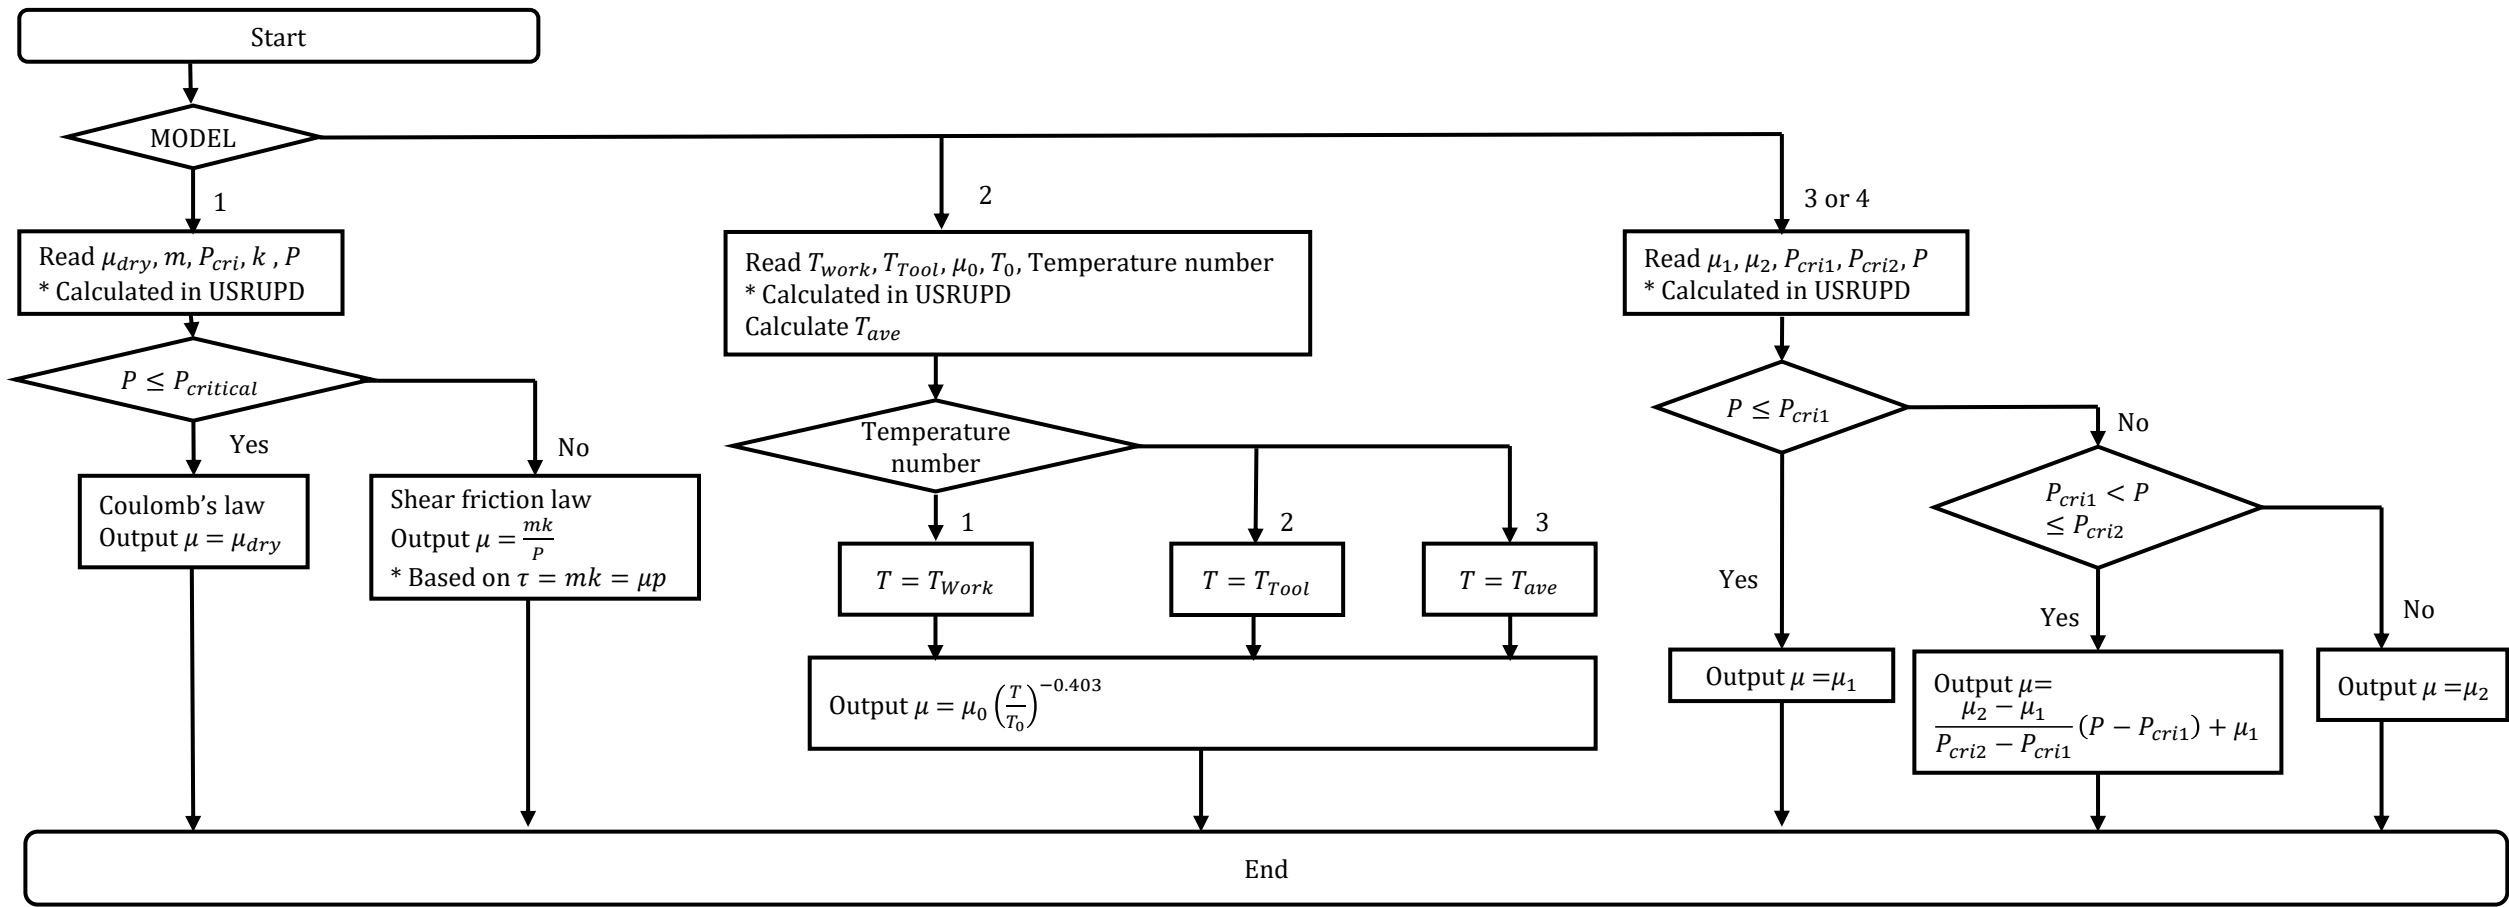 Start
MODEL
1
2
3 or 4
Read μ_dry, m, P_cri, k , P
* Calculated in USRUPD
P ≤ P_critical
Yes
No
Coulomb’s law
Output μ = μ_dry
Shear friction law
Output μ = mk/P
* Based on τ = mk = μp
Read T_work, T_Tool, μ_0, T_0, Temperature number
* Calculated in USRUPD
Calculate T_ave
Temperature
number
1
2
3
T = T_Work
T = T_Tool
T = T_ave
Output μ = μ_0 (T/T_0)^−0.403
Read μ_1, μ_2, P_cri1, P_cri2, P
* Calculated in USRUPD
P ≤ P_cri1
No
P_cri1 < P
≤ P_cri2
Yes
Yes
No
Output μ =μ_1
Output μ=
(μ_2 − μ_1)/(P_cri2 − P_cri1) (P − P_cri1) + μ_1
Output μ =μ_2
End